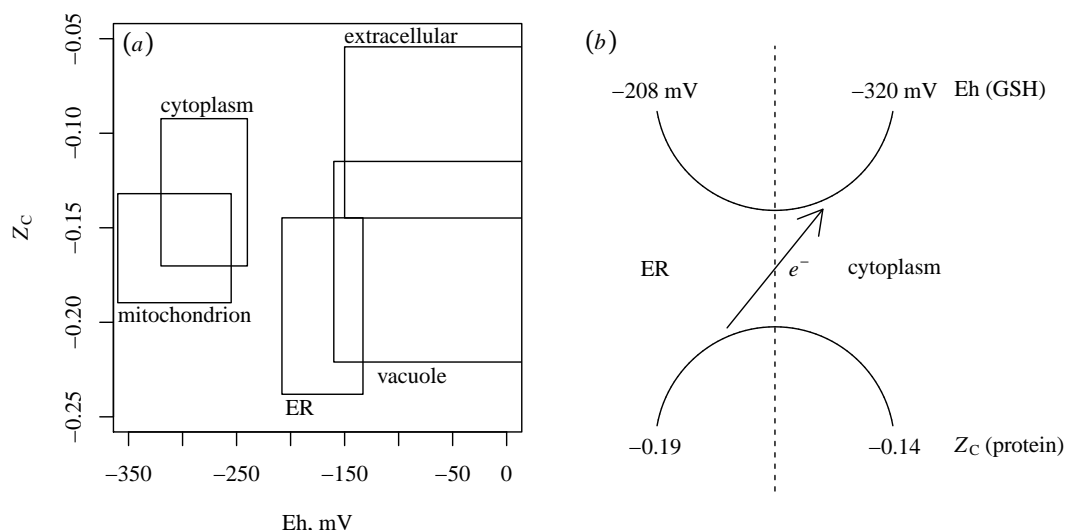 (a)
extracellular
cytoplasm
mitochondrion
ER
vacuole
−0.05
−0.10
−0.15
−0.20
−0.25
Z_C
−350
−250
−150
−50
0
Eh, mV
(b)
−208 mV
−320 mV
Eh (GSH)
ER
e⁻
cytoplasm
−0.19
−0.14
Z_C (protein)